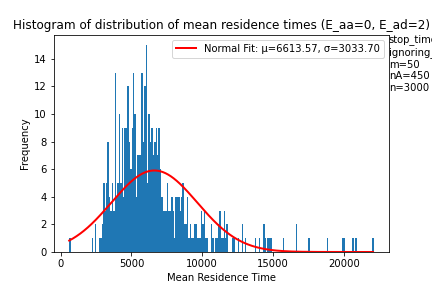 Histogram of distribution of mean residence times (E_aa=0, E_ad=2)
Normal Fit: μ=6613.57, σ=3033.70
m=50
nA=450
n=3000
14
12
10
8
6
4
2
0
Frequency
0
5000
10000
15000
20000
Mean Residence Time